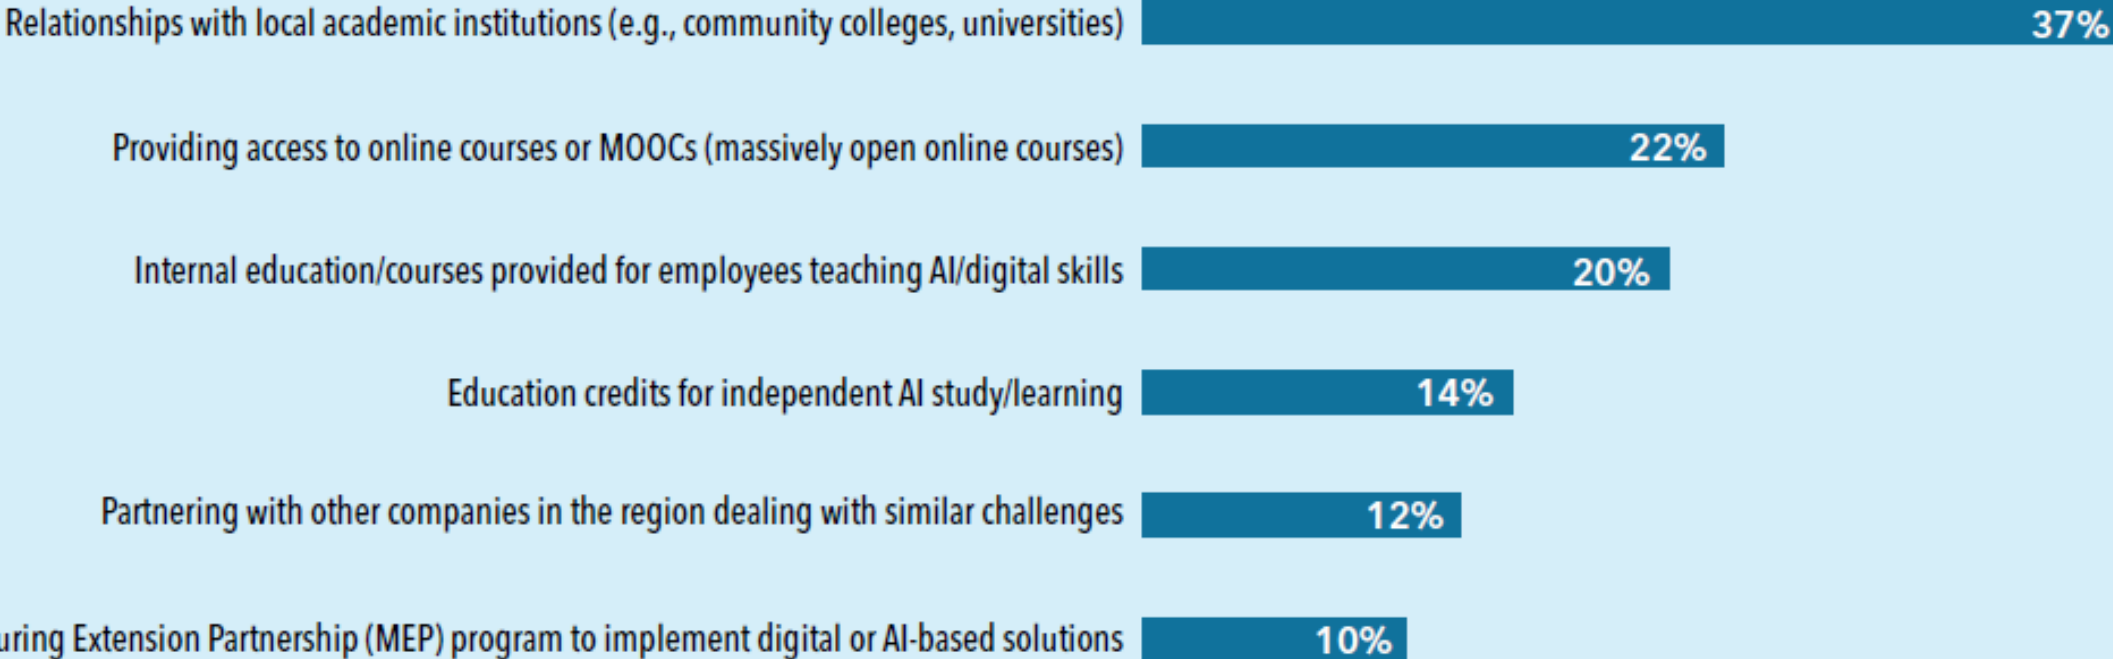 Relationships with local academic institutions (e.g., community colleges, universities) 37%
Providing access to online courses or MOOCs (massively open online courses) 22%
Internal education/courses provided for employees teaching AI/digital skills 20%
Education credits for independent AI study/learning 14%
Partnering with other companies in the region dealing with similar challenges 12%
Extension Partnership (MEP) program to implement digital or AI-based solutions 10%